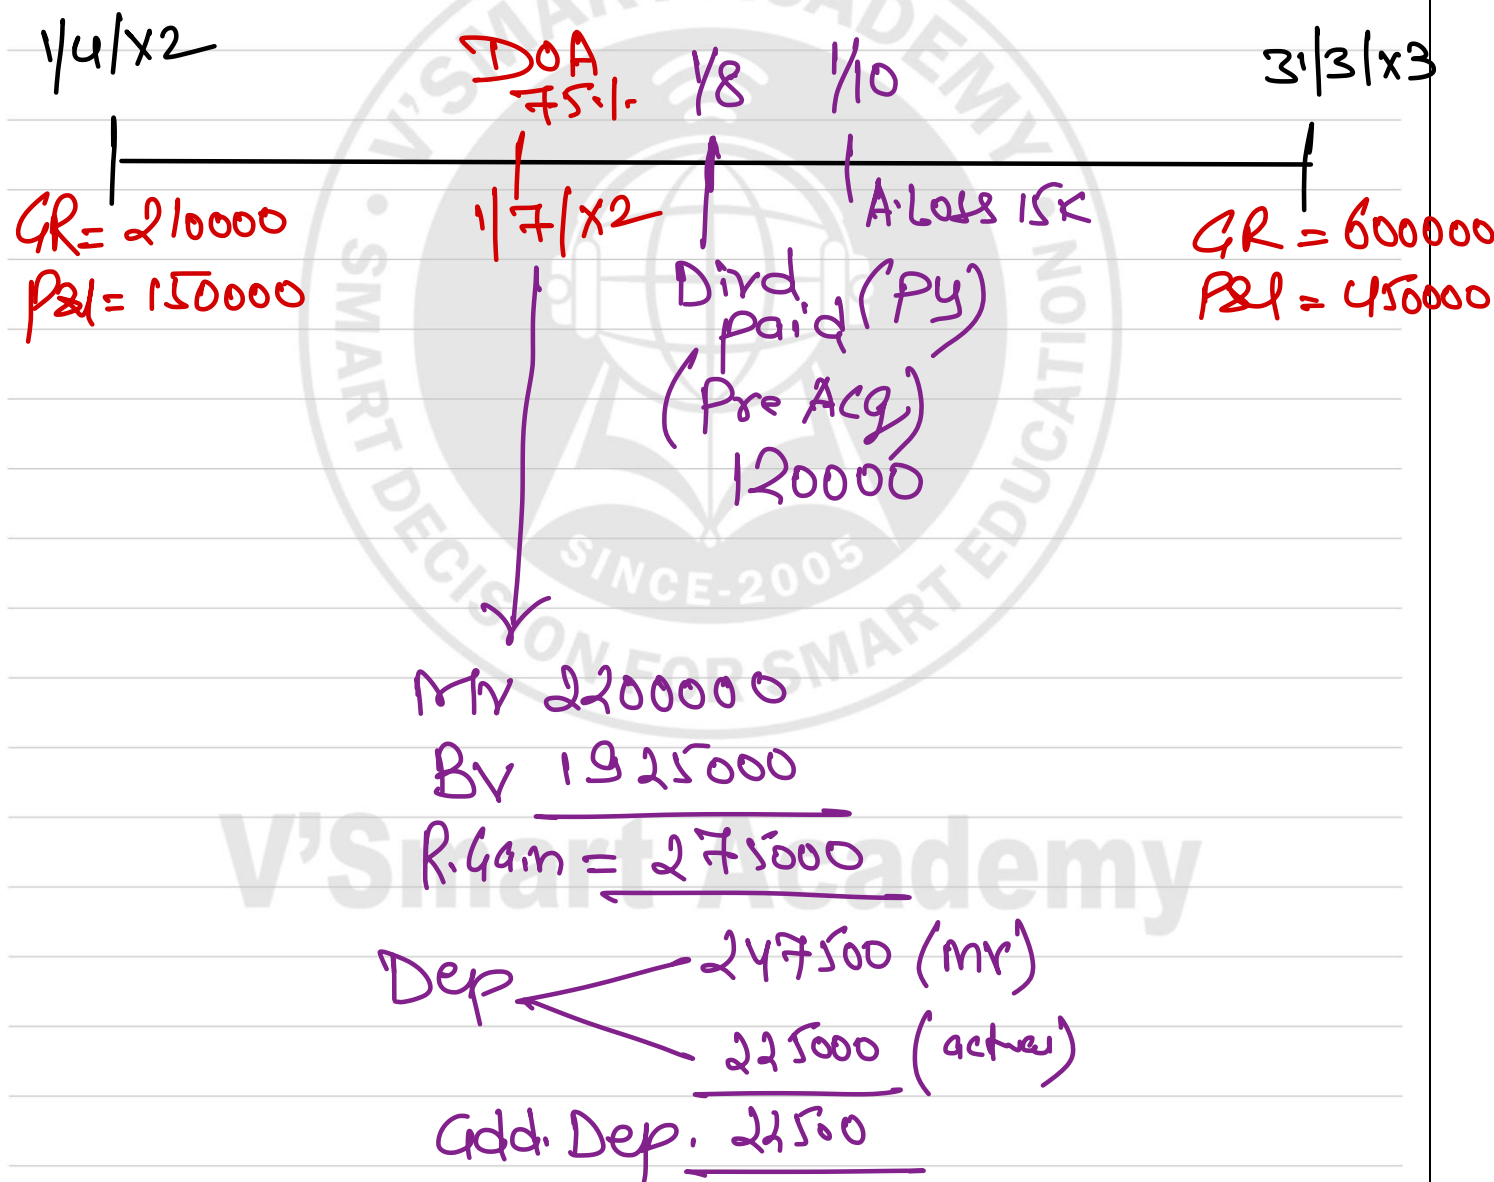 1/4/X2
DOA
75%
1/8
1/10
31/3/X3
GR = 210000
P&L = 150000
1/7/X2
A.Loss 15K
GR = 600000
P&L = 450000
Divd. (PY)
paid
(Pre Acq)
120000
MV 2200000
BV 1925000
R.Gain = 275000
Dep
247500 (MV)
225000 (actual)
Add. Dep. 22500
V'SMART ACADEMY
SMART DECISION FOR SMART EDUCATION
SINCE-2005
V'Smart Academy